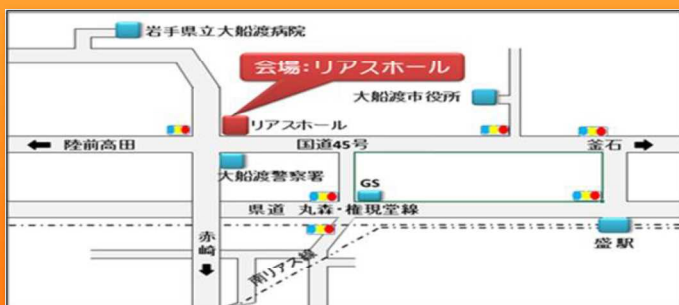 岩手県立大船渡病院
会場:リアスホール
大船渡市役所
リアスホール
← 陸前高田
国道45号
釜石 →
大船渡警察署
GS
県道 丸森・権現堂線
赤崎
盛駅
南リアス線